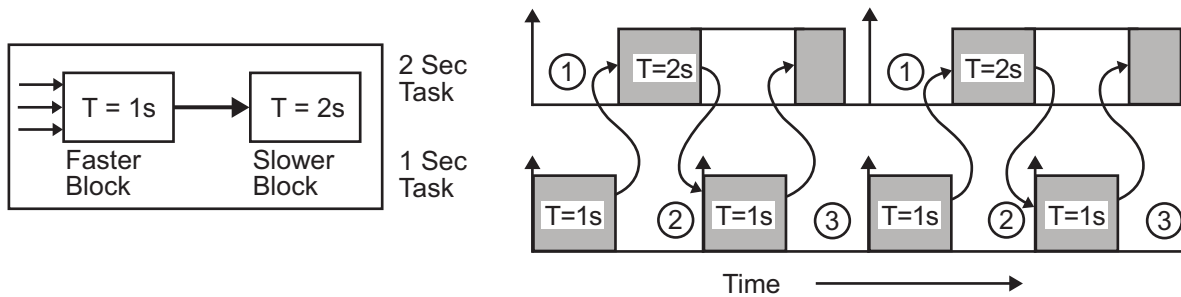 T = 1s
T = 2s
Faster
Block
Slower
Block
2 Sec
Task
1 Sec
Task
1
T=2s
1
T=2s
T=1s
2
T=1s
3
T=1s
2
T=1s
3
Time